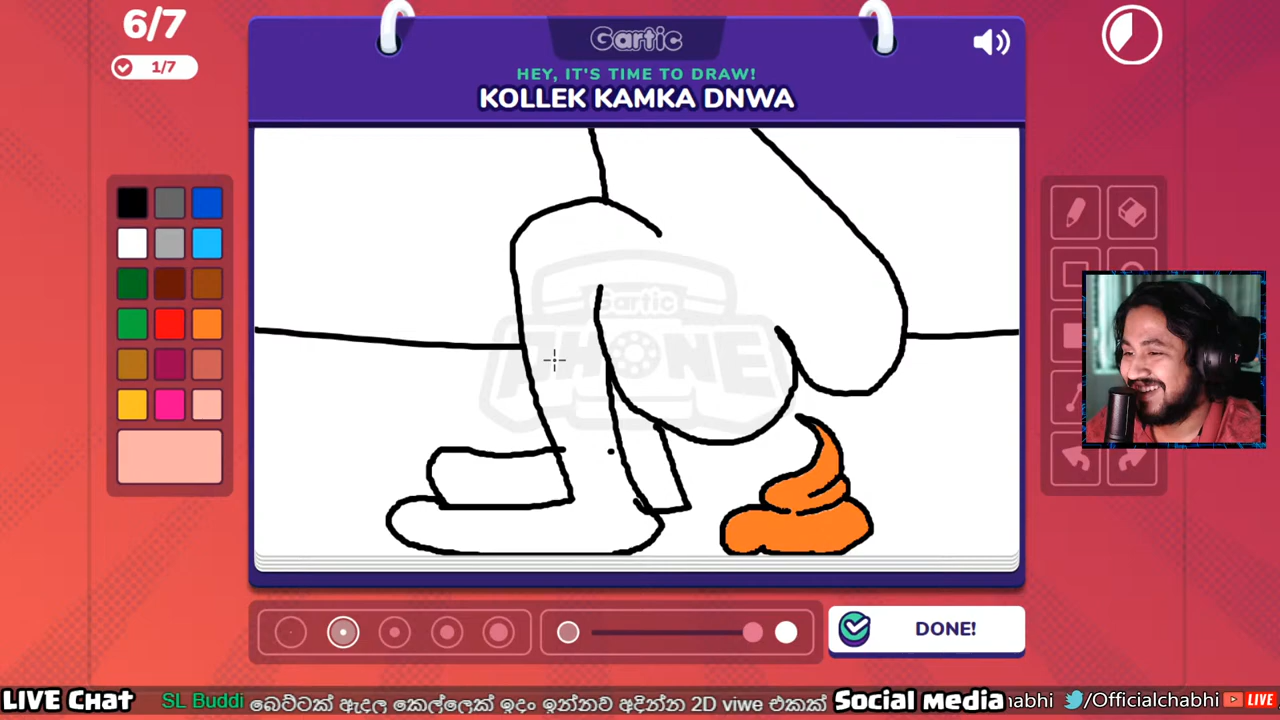 6/7
1/7
Gartic
HEY, IT'S TIME TO DRAW!
KOLLEK KAMKA DNWA
Gartic
PHONE
DONE!
LIVE Chat SL Buddi බෙට්ටක් ඇදල කෙල්ලෙක් ඉදං ඉන්නව අදින්න 2D viwe එකක් Social media habhi /Officialchabhi LIVE